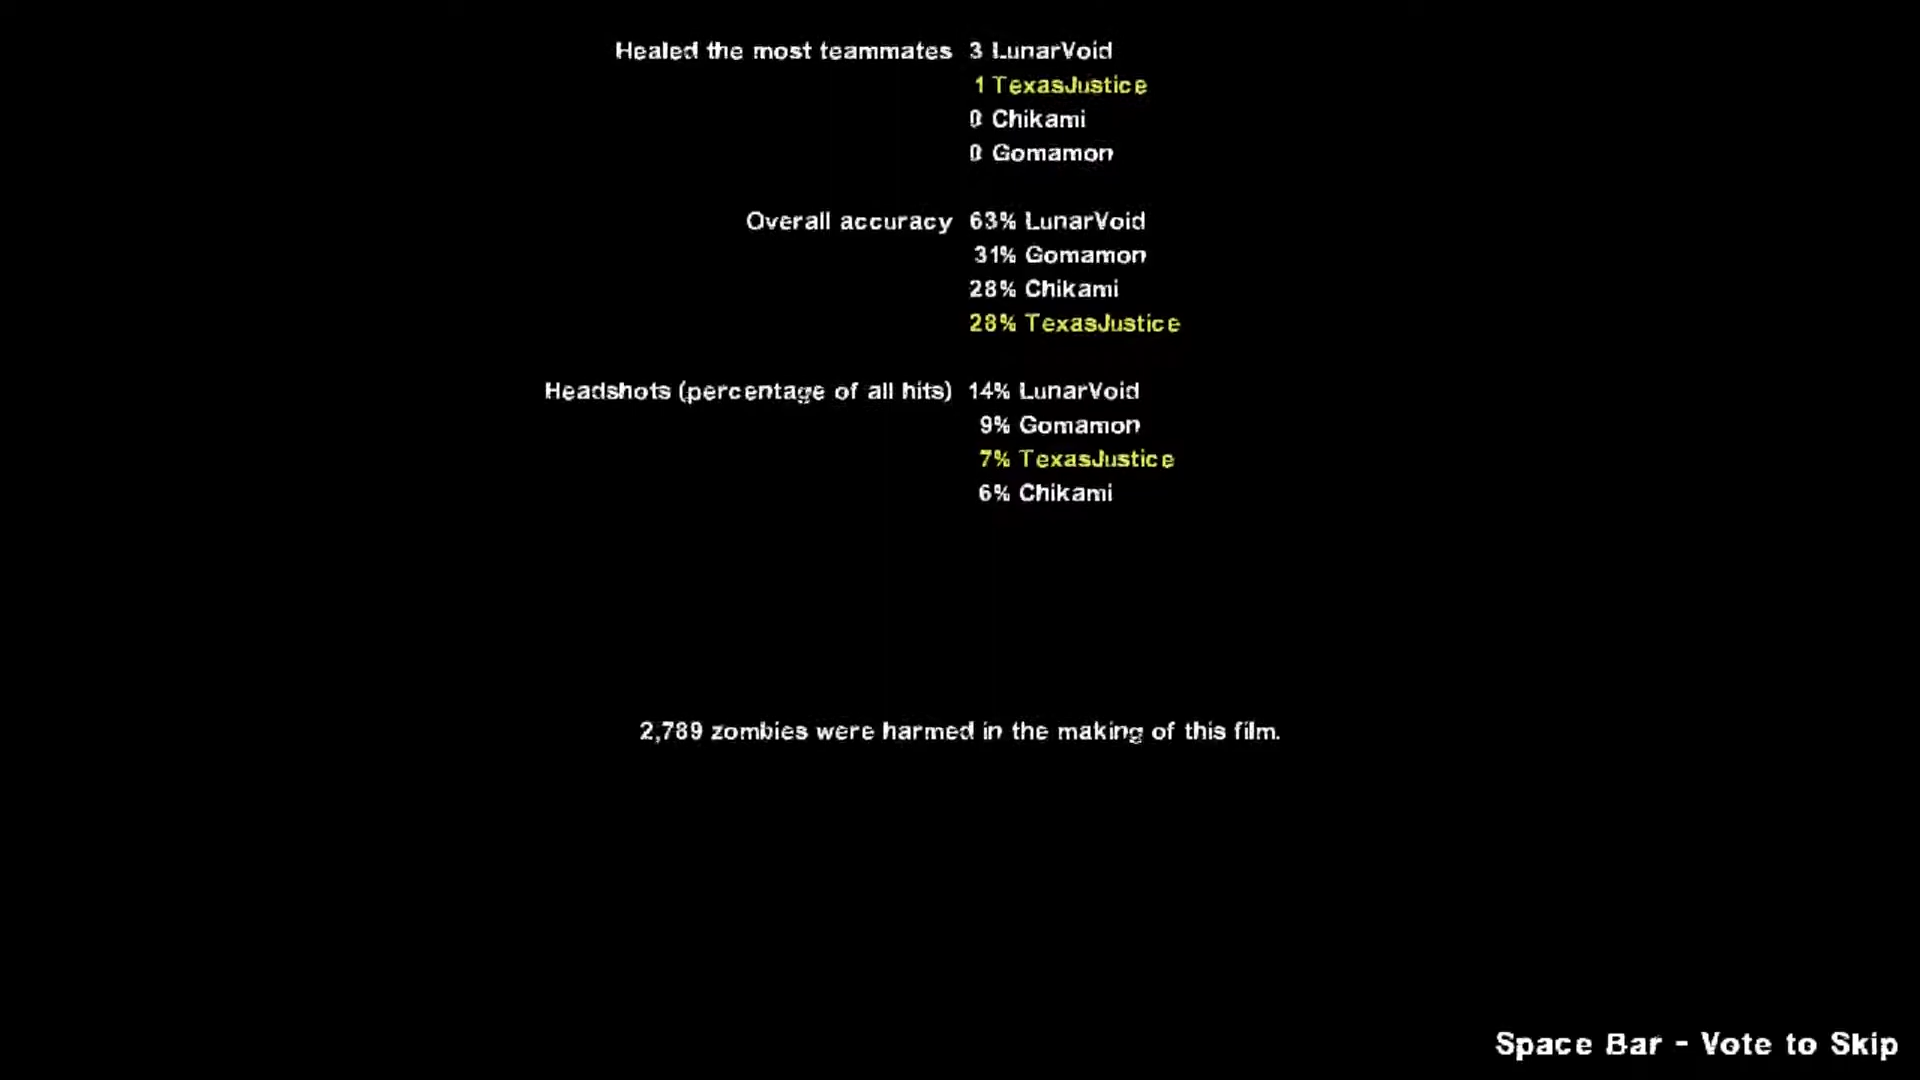 Healed the most teammates 3 LunarVoid
1 TexasJustice
0 Chikami
0 Gomamon
Overall accuracy 63% LunarVoid
31% Gomamon
28% Chikami
28% TexasJustice
Headshots (percentage of all hits) 14% LunarVoid
9% Gomamon
7% TexasJustice
6% Chikami
2,789 zombies were harmed in the making of this film.
Space Bar - Vote to Skip